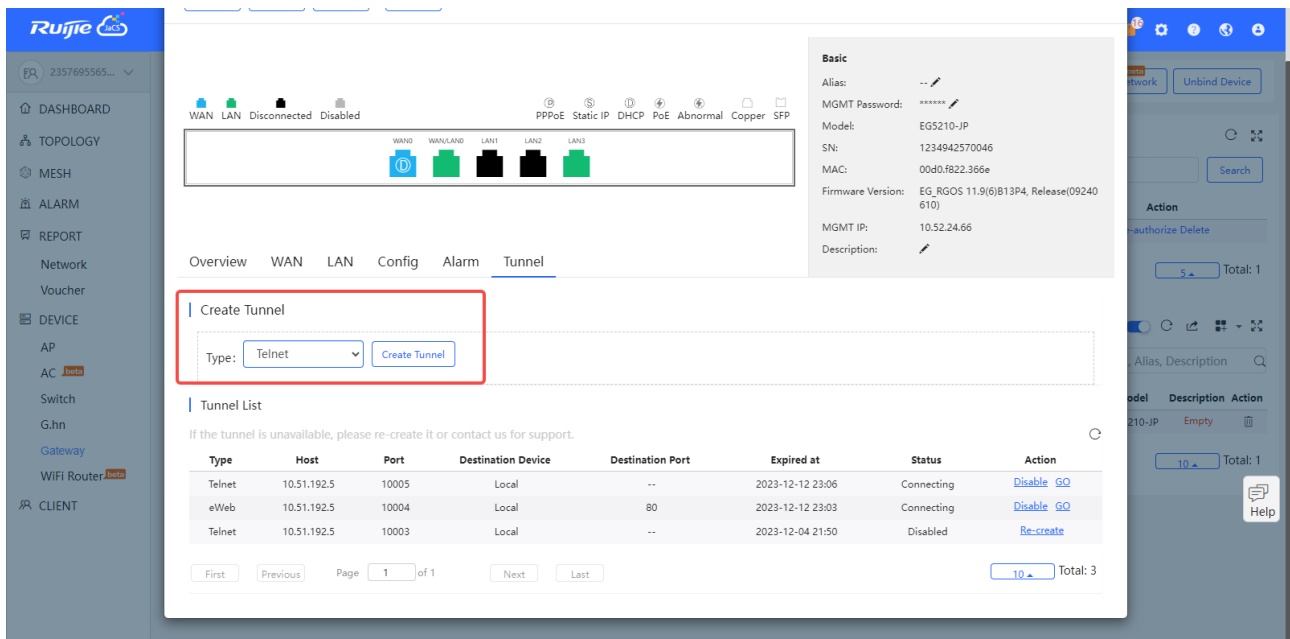 Ruijie JaCS
16
FR 2357695565...
DASHBOARD
TOPOLOGY
MESH
ALARM
REPORT
Network
Voucher
DEVICE
AP
AC beta
Switch
G.hn
Gateway
WiFi Router beta
CLIENT
WAN LAN Disconnected Disabled
PPPoE Static IP DHCP PoE Abnormal Copper SFP
WAN0 WAN/LAN0 LAN1 LAN2 LAN3
Basic
Alias: --
MGMT Password: ******
Model: EG5210-JP
SN: 1234942570046
MAC: 00d0.f822.366e
Firmware Version: EG_RGOS 11.9(6)B13P4, Release(09240
610)
MGMT IP: 10.52.24.66
Description:
Overview WAN LAN Config Alarm Tunnel
Create Tunnel
Type: Telnet Create Tunnel
Tunnel List
If the tunnel is unavailable, please re-create it or contact us for support.
Type Host Port Destination Device Destination Port Expired at Status Action
Telnet 10.51.192.5 10005 Local -- 2023-12-12 23:06 Connecting Disable GO
eWeb 10.51.192.5 10004 Local 80 2023-12-12 23:03 Connecting Disable GO
Telnet 10.51.192.5 10003 Local -- 2023-12-04 21:50 Disabled Re-create
First Previous Page 1 of 1 Next Last 10 Total: 3
beta
twork Unbind Device
Search
Action
-authorize Delete
5 Total: 1
, Alias, Description
odel Description Action
210-JP Empty
10 Total: 1
Help